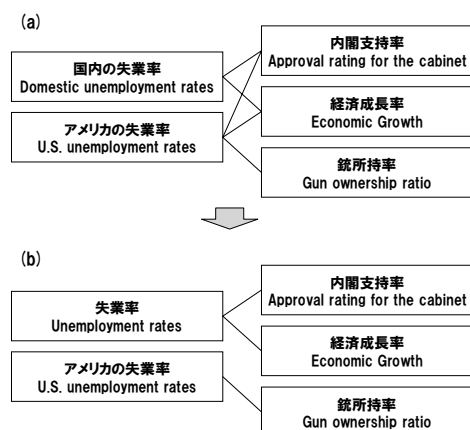 (a)
国内の失業率
Domestic unemployment rates
アメリカの失業率
U.S. unemployment rates
内閣支持率
Approval rating for the cabinet
経済成長率
Economic Growth
銃所持率
Gun ownership ratio
(b)
失業率
Unemployment rates
アメリカの失業率
U.S. unemployment rates
内閣支持率
Approval rating for the cabinet
経済成長率
Economic Growth
銃所持率
Gun ownership ratio